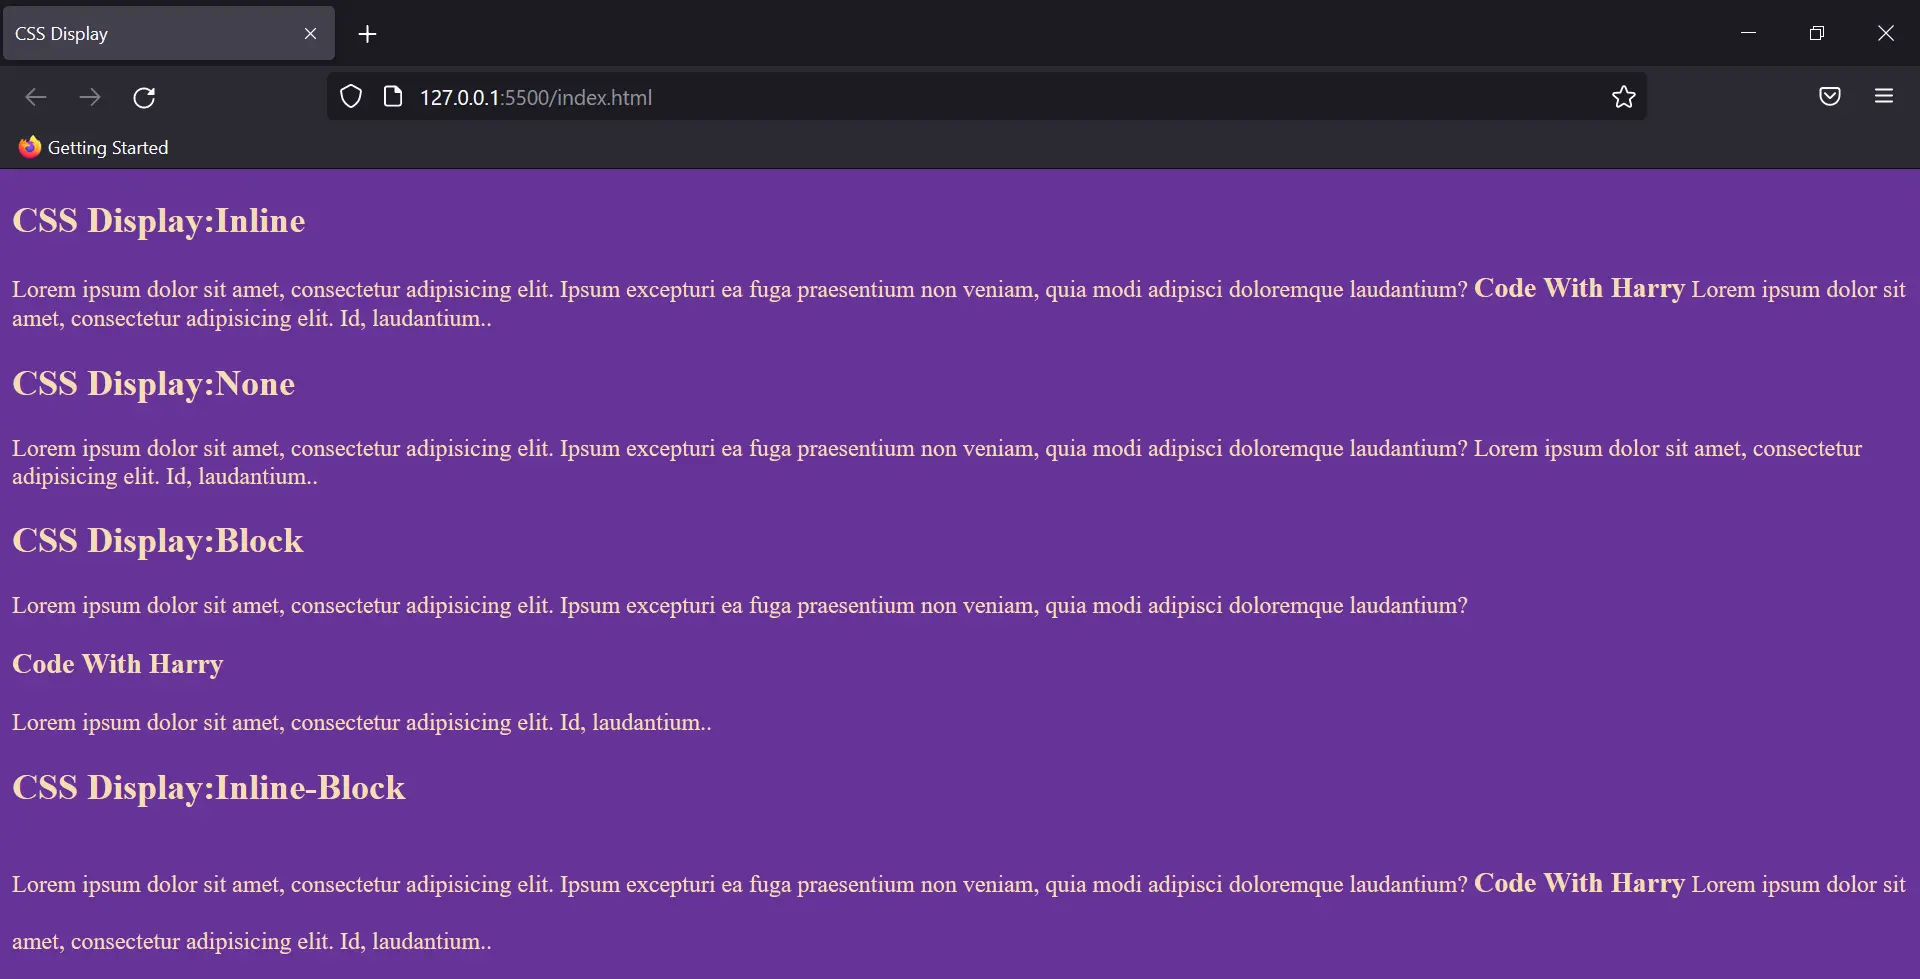 CSS Display
127.0.0.1:5500/index.html
Getting Started
CSS Display:Inline
Lorem ipsum dolor sit amet, consectetur adipisicing elit. Ipsum excepturi ea fuga praesentium non veniam, quia modi adipisci doloremque laudantium? Code With Harry Lorem ipsum dolor sit
amet, consectetur adipisicing elit. Id, laudantium..
CSS Display:None
Lorem ipsum dolor sit amet, consectetur adipisicing elit. Ipsum excepturi ea fuga praesentium non veniam, quia modi adipisci doloremque laudantium? Lorem ipsum dolor sit amet, consectetur
adipisicing elit. Id, laudantium..
CSS Display:Block
Lorem ipsum dolor sit amet, consectetur adipisicing elit. Ipsum excepturi ea fuga praesentium non veniam, quia modi adipisci doloremque laudantium?
Code With Harry
Lorem ipsum dolor sit amet, consectetur adipisicing elit. Id, laudantium..
CSS Display:Inline-Block
Lorem ipsum dolor sit amet, consectetur adipisicing elit. Ipsum excepturi ea fuga praesentium non veniam, quia modi adipisci doloremque laudantium? Code With Harry Lorem ipsum dolor sit
amet, consectetur adipisicing elit. Id, laudantium..